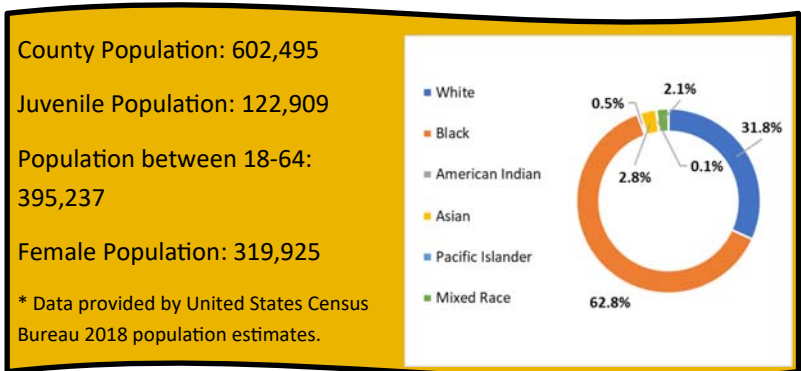 County Population: 602,495
Juvenile Population: 122,909
Population between 18-64:
395,237
Female Population: 319,925
* Data provided by United States Census
Bureau 2018 population estimates.
White
Black
American Indian
Asian
Pacific Islander
Mixed Race
0.5%
2.1%
31.8%
2.8%
0.1%
62.8%